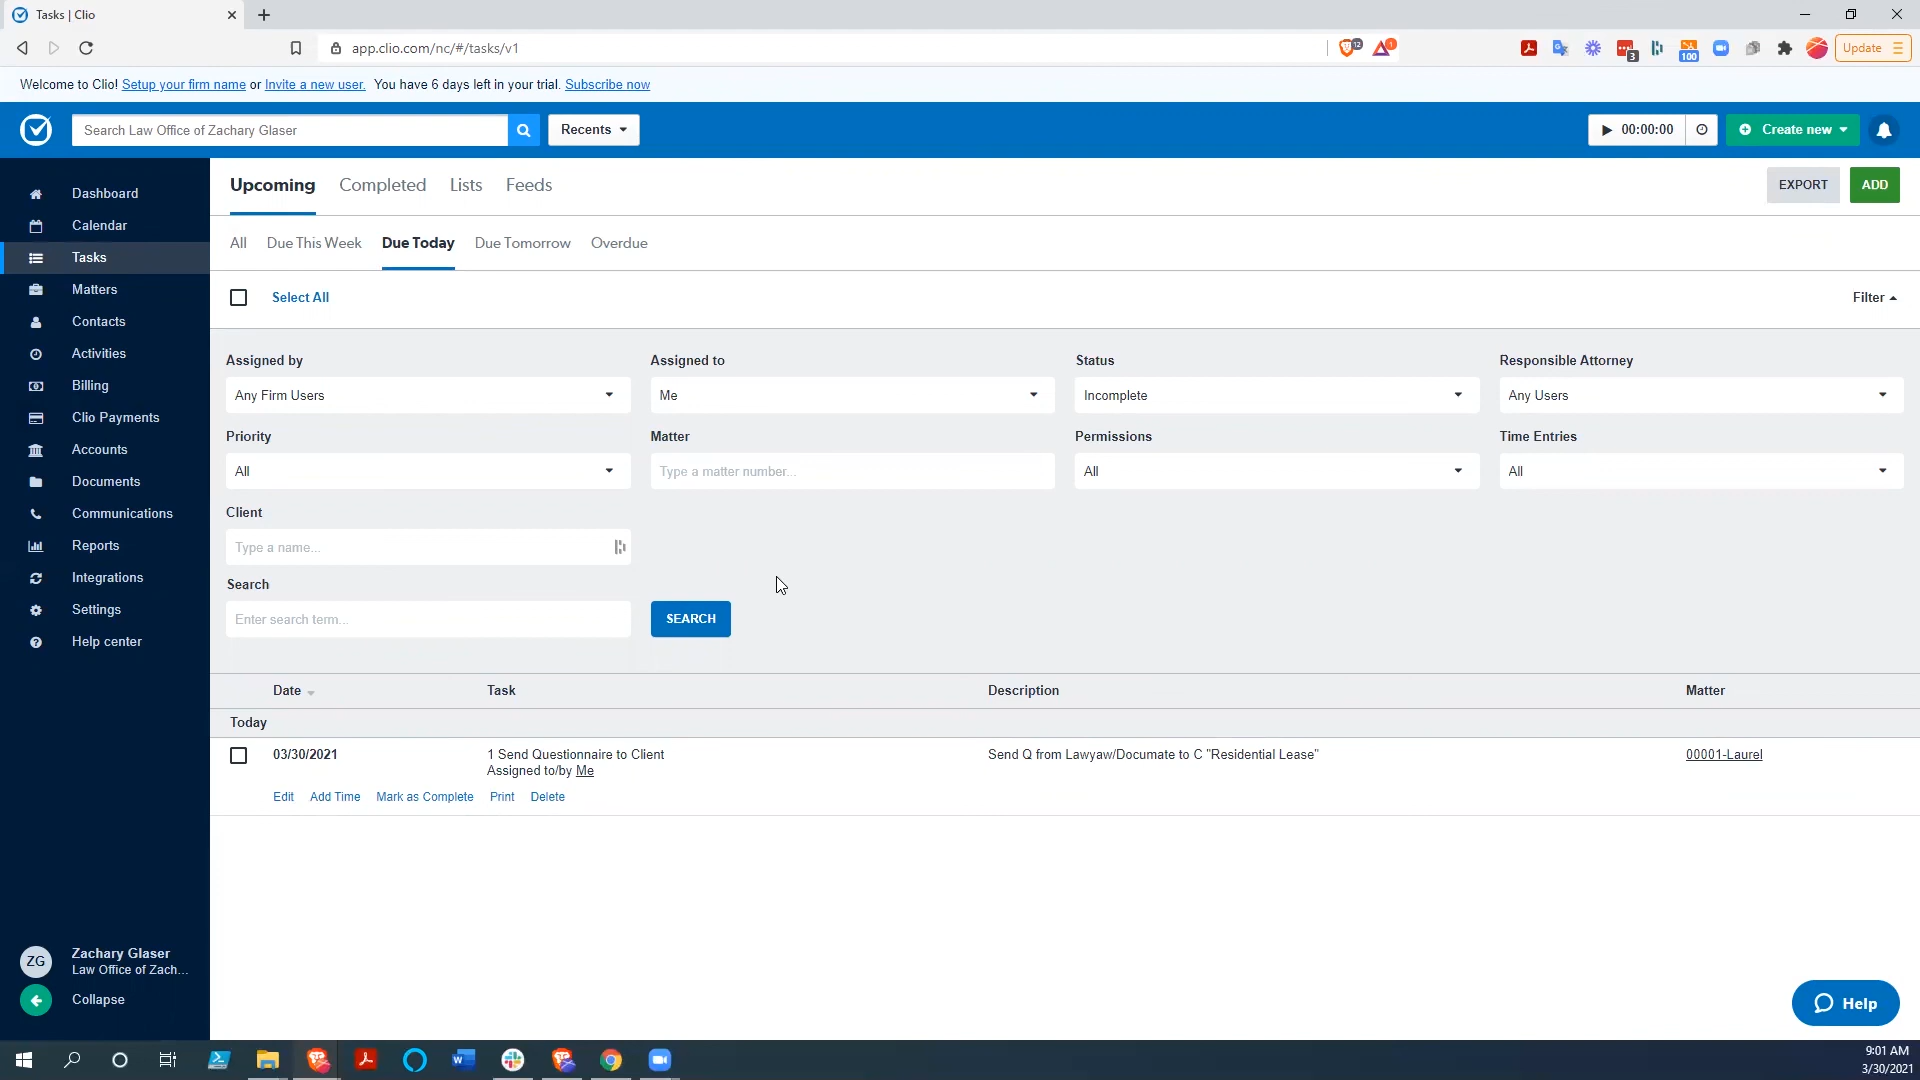 Tasks | Clio
app.clio.com/nc/#/tasks/v1
12
1
3
100
Update
Welcome to Clio! Setup your firm name or Invite a new user. You have 6 days left in your trial. Subscribe now
Search Law Office of Zachary Glaser
Recents
00:00:00
Create new
Dashboard
Calendar
Tasks
Matters
Contacts
Activities
Billing
Clio Payments
Accounts
Documents
Communications
Reports
Integrations
Settings
Help center
ZG
Zachary Glaser
Law Office of Zach...
Collapse
Upcoming Completed Lists Feeds
EXPORT
ADD
All Due This Week Due Today Due Tomorrow Overdue
Select All
Filter
Assigned by Assigned to Status Responsible Attorney
Any Firm Users Me Incomplete Any Users
Priority Matter Permissions Time Entries
All Type a matter number... All All
Client
Type a name...
Search
Enter search term...
SEARCH
Date Task Description Matter
Today
03/30/2021 1 Send Questionnaire to Client Send Q from Lawyaw/Documate to C "Residential Lease" 00001-Laurel
Assigned to/by Me
Edit Add Time Mark as Complete Print Delete
Help
9:01 AM
3/30/2021